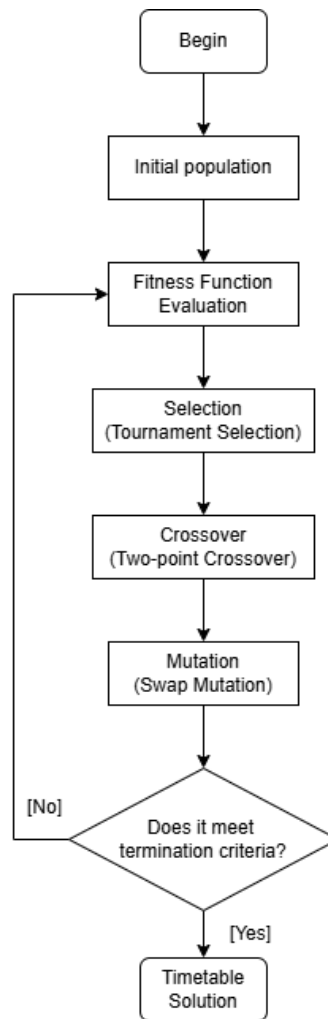 Begin
Initial population
Fitness Function
Evaluation
Selection
(Tournament Selection)
Crossover
(Two-point Crossover)
Mutation
(Swap Mutation)
Does it meet
termination criteria?
[No]
[Yes]
Timetable
Solution